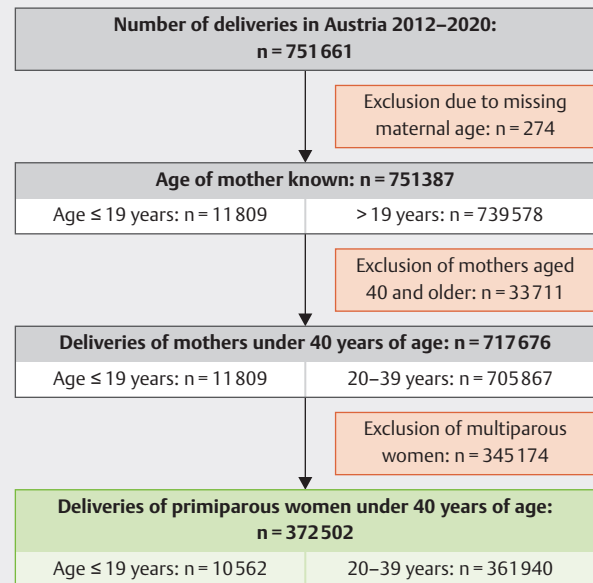 Number of deliveries in Austria 2012–2020:
n = 751 661
Exclusion due to missing
maternal age: n = 274
Age of mother known: n = 751387
Age ≤ 19 years: n = 11 809
> 19 years: n = 739 578
Exclusion of mothers aged
40 and older: n = 33 711
Deliveries of mothers under 40 years of age: n = 717 676
Age ≤ 19 years: n = 11 809
20–39 years: n = 705 867
Exclusion of multiparous
women: n = 345 174
Deliveries of primiparous women under 40 years of age:
n = 372 502
Age ≤ 19 years: n = 10 562
20–39 years: n = 361 940